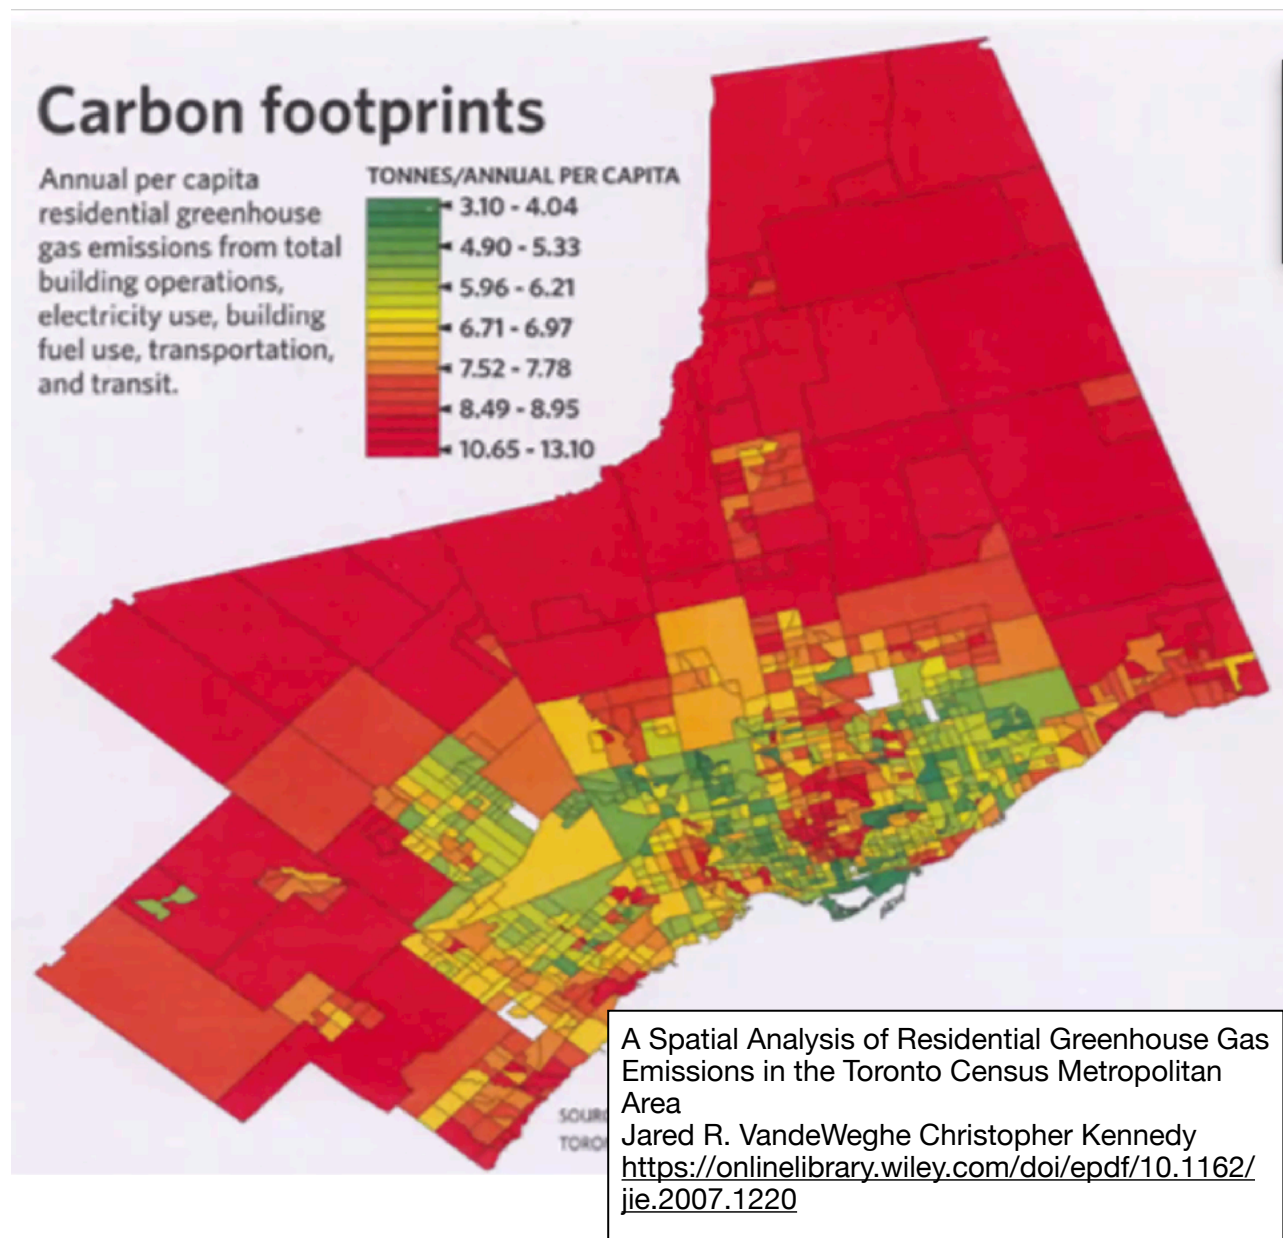 Carbon footprints
Annual per capita
residential greenhouse
gas emissions from total
building operations,
electricity use, building
fuel use, transportation,
and transit.
TONNES/ANNUAL PER CAPITA
3.10 - 4.04
4.90 - 5.33
5.96 - 6.21
6.71 - 6.97
7.52 - 7.78
8.49 - 8.95
10.65 - 13.10
A Spatial Analysis of Residential Greenhouse Gas
Emissions in the Toronto Census Metropolitan
Area
Jared R. VandeWeghe Christopher Kennedy
https://onlinelibrary.wiley.com/doi/epdf/10.1162/
jie.2007.1220